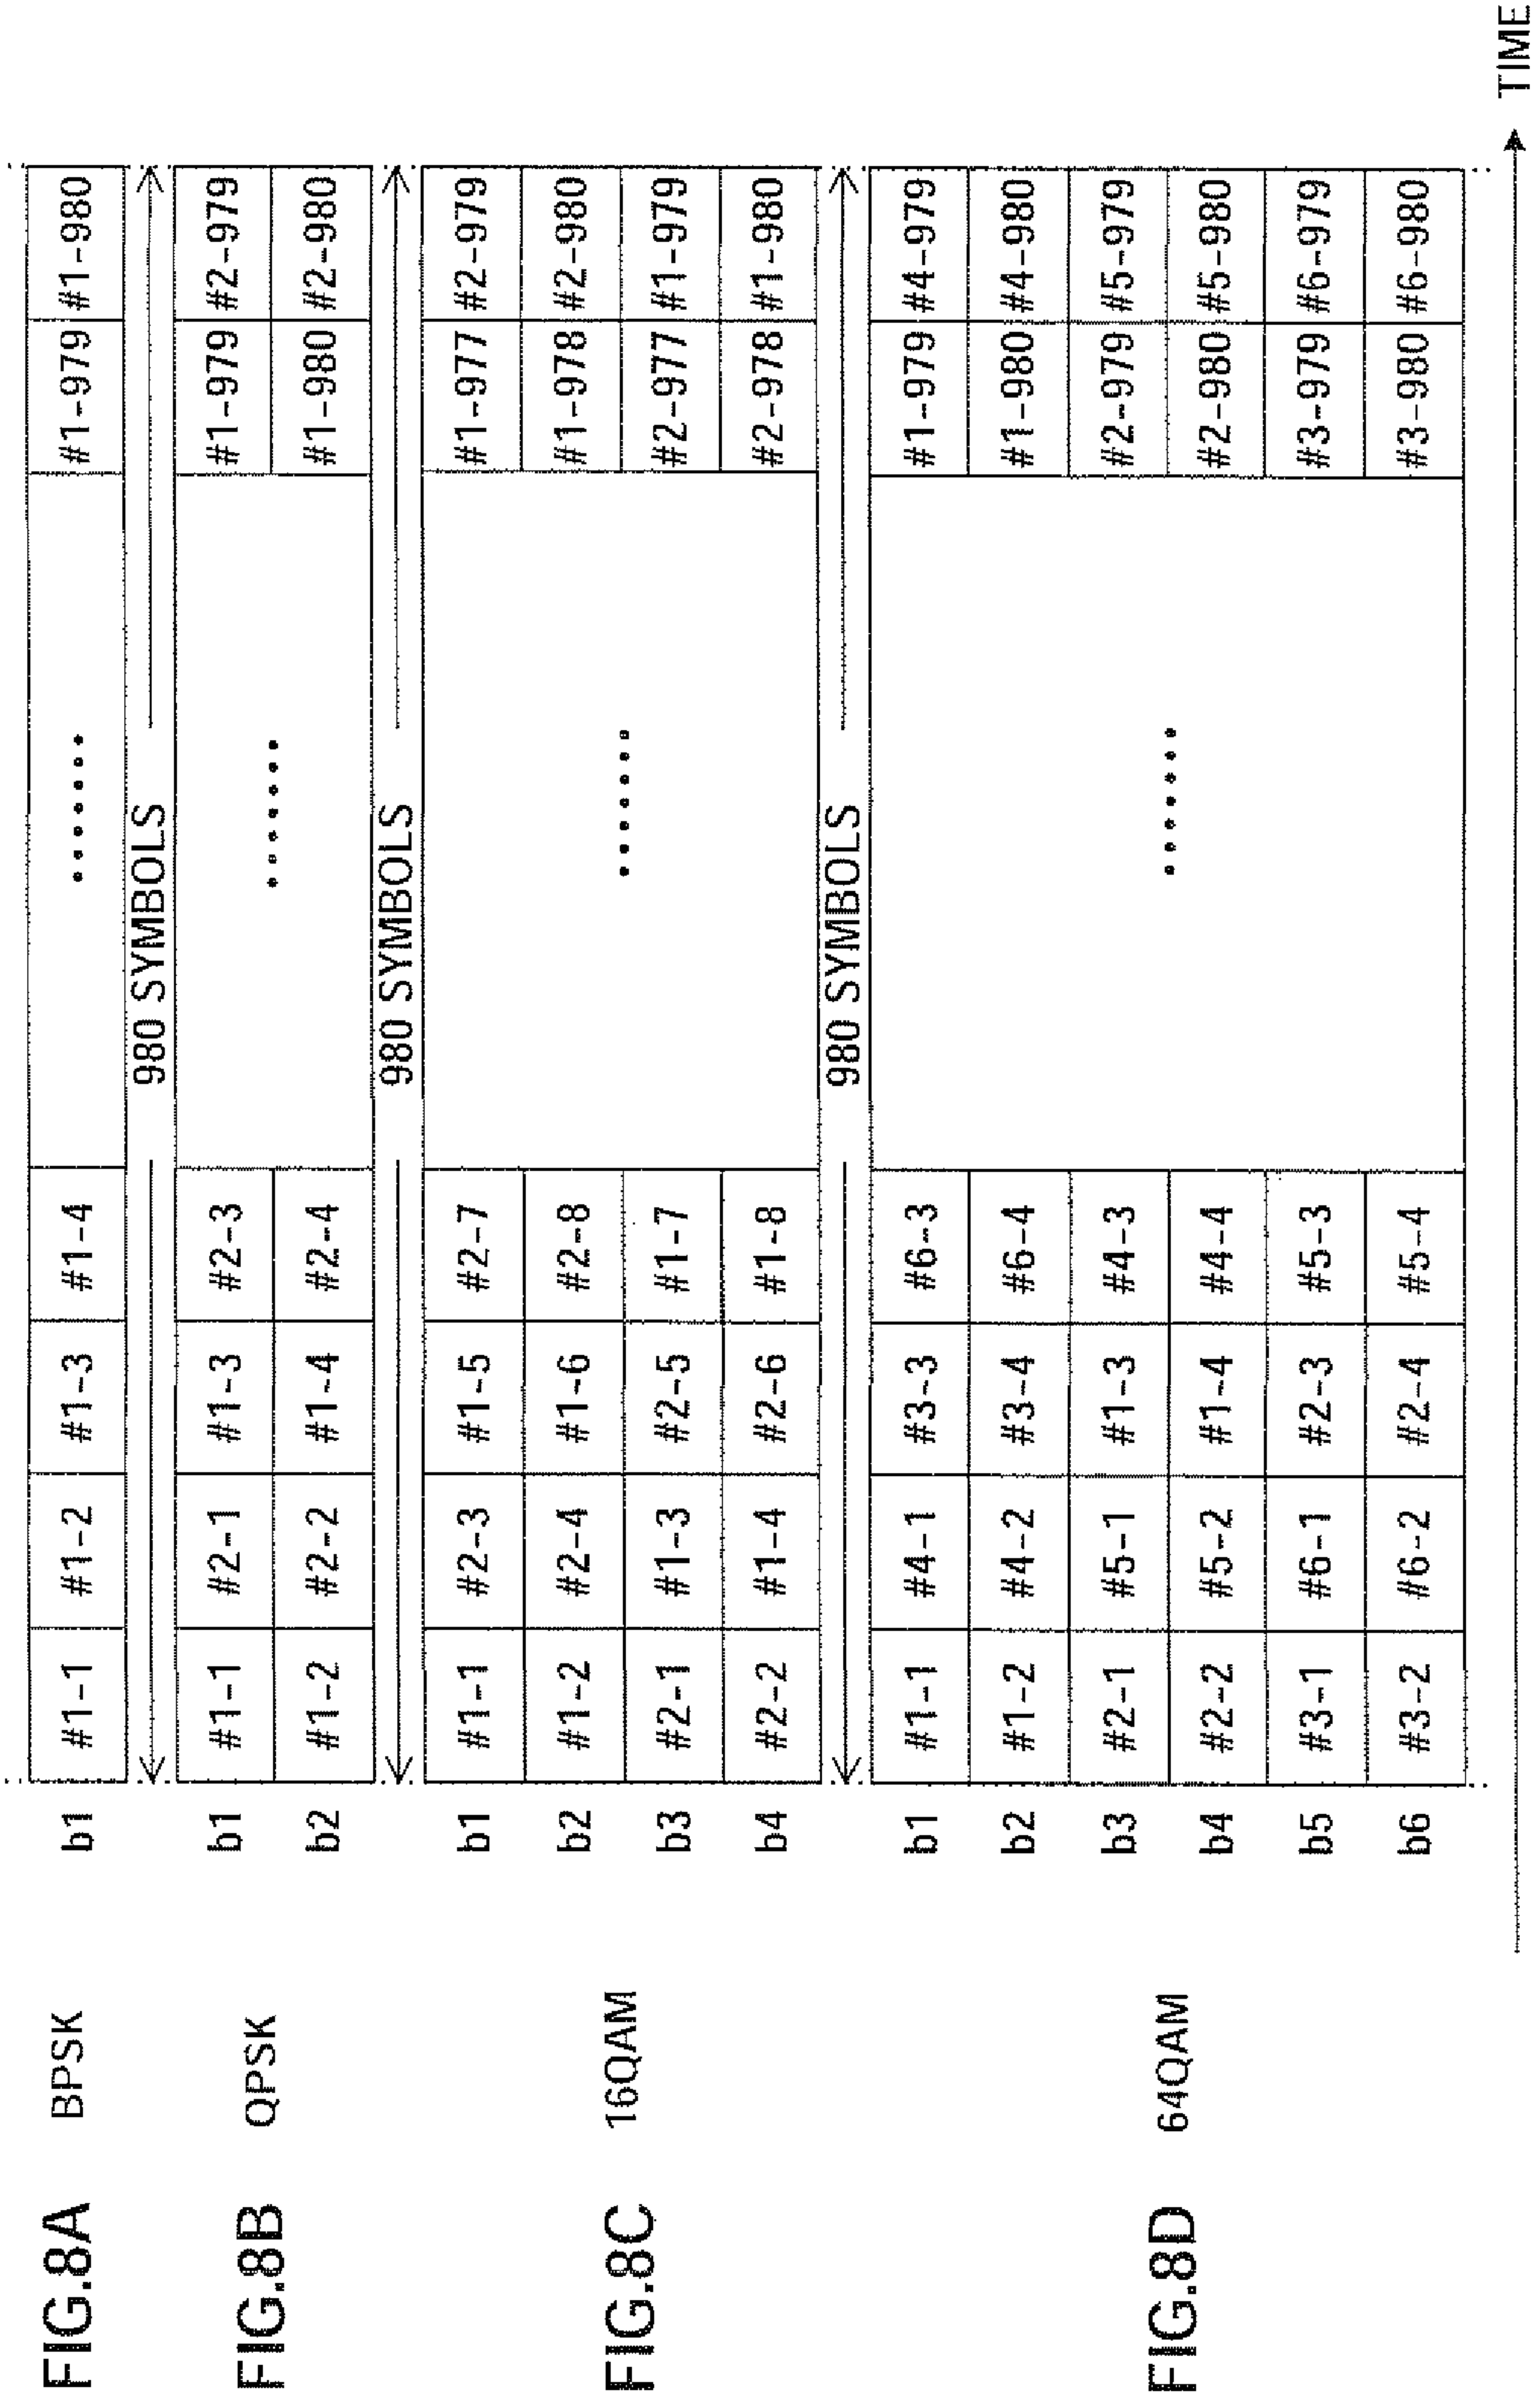 FIG.8A BPSK
b1 #1-1 #1-2 #1-3 #1-4 ······· #1-979 #1-980
980 SYMBOLS
FIG.8B QPSK
b1 #1-1 #2-1 #1-3 #2-3 ······· #1-979 #2-979
b2 #1-2 #2-2 #1-4 #2-4 #1-980 #2-980
980 SYMBOLS
FIG.8C 16QAM
b1 #1-1 #2-3 #1-5 #2-7 #1-977 #2-979
b2 #1-2 #2-4 #1-6 #2-8 ······· #1-978 #2-980
b3 #2-1 #1-3 #2-5 #1-7 #2-977 #1-979
b4 #2-2 #1-4 #2-6 #1-8 #2-978 #1-980
980 SYMBOLS
FIG.8D 64QAM
b1 #1-1 #4-1 #3-3 #6-3 #1-979 #4-979
b2 #1-2 #4-2 #3-4 #6-4 #1-980 #4-980
b3 #2-1 #5-1 #1-3 #4-3 ······· #2-979 #5-979
b4 #2-2 #5-2 #1-4 #4-4 #2-980 #5-980
b5 #3-1 #6-1 #2-3 #5-3 #3-979 #6-979
b6 #3-2 #6-2 #2-4 #5-4 #3-980 #6-980
TIME